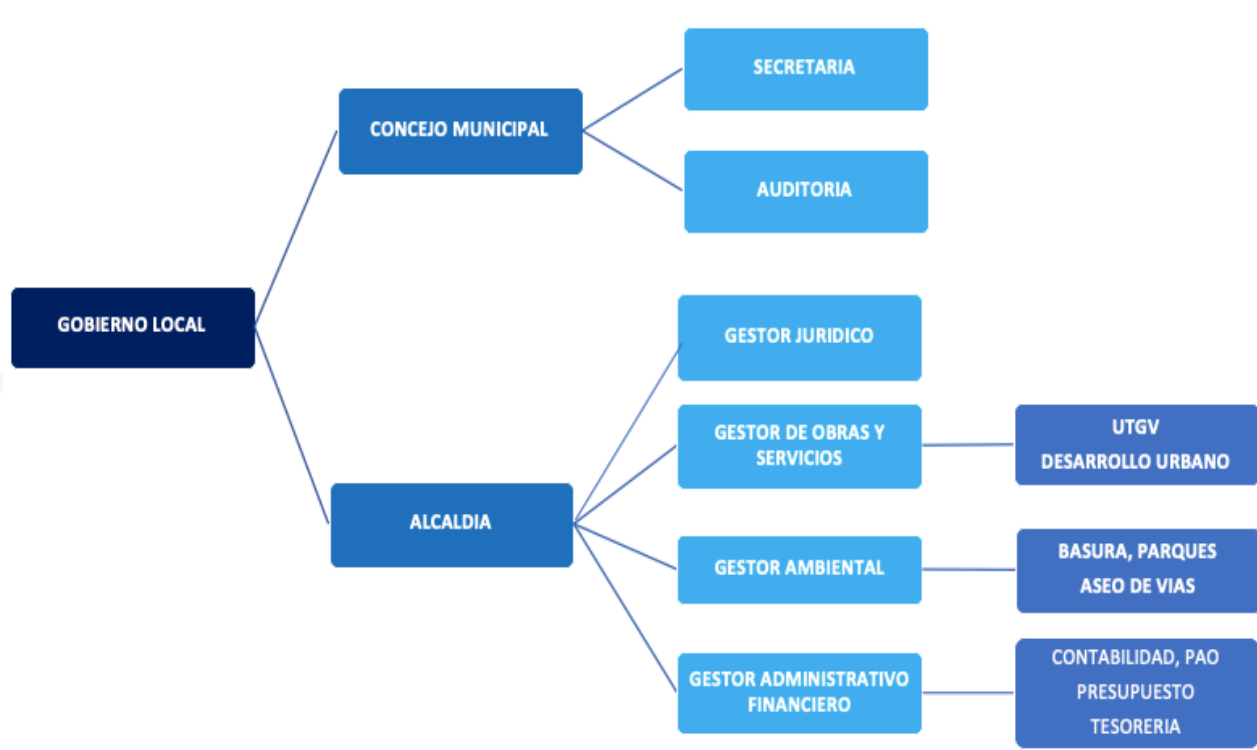 SECRETARIA
CONCEJO MUNICIPAL
AUDITORIA
GOBIERNO LOCAL
GESTOR JURIDICO
GESTOR DE OBRAS Y
SERVICIOS
UTGV
DESARROLLO URBANO
ALCALDIA
GESTOR AMBIENTAL
BASURA, PARQUES
ASEO DE VIAS
GESTOR ADMINISTRATIVO
FINANCIERO
CONTABILIDAD, PAO
PRESUPUESTO
TESORERIA